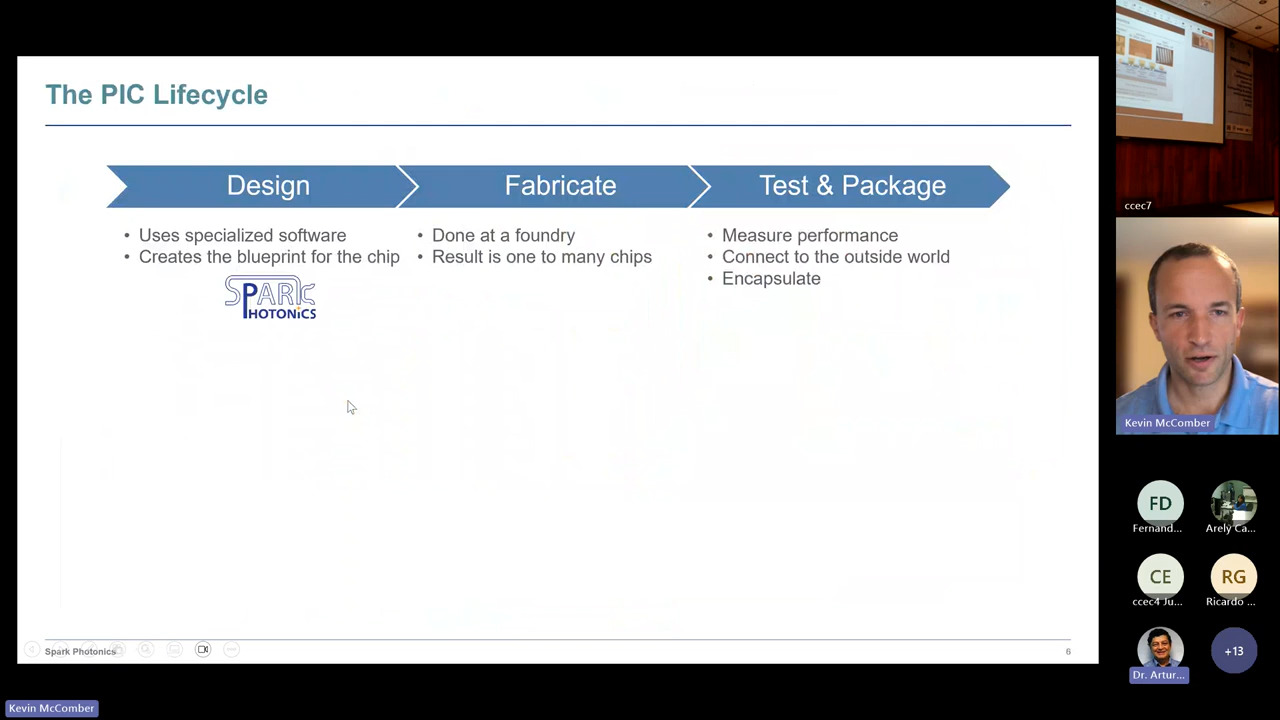 The PIC Lifecycle
Design
Fabricate
Test & Package
• Uses specialized software
• Creates the blueprint for the chip
• Done at a foundry
• Result is one to many chips
• Measure performance
• Connect to the outside world
• Encapsulate
SPARK
PHOTONICS
Spark Photonics
6
ccec7
Kevin McComber
FD
Fernand...
Arely Ca...
CE
ccec4 Ju...
RG
Ricardo ...
Dr. Artur...
+13
Kevin McComber